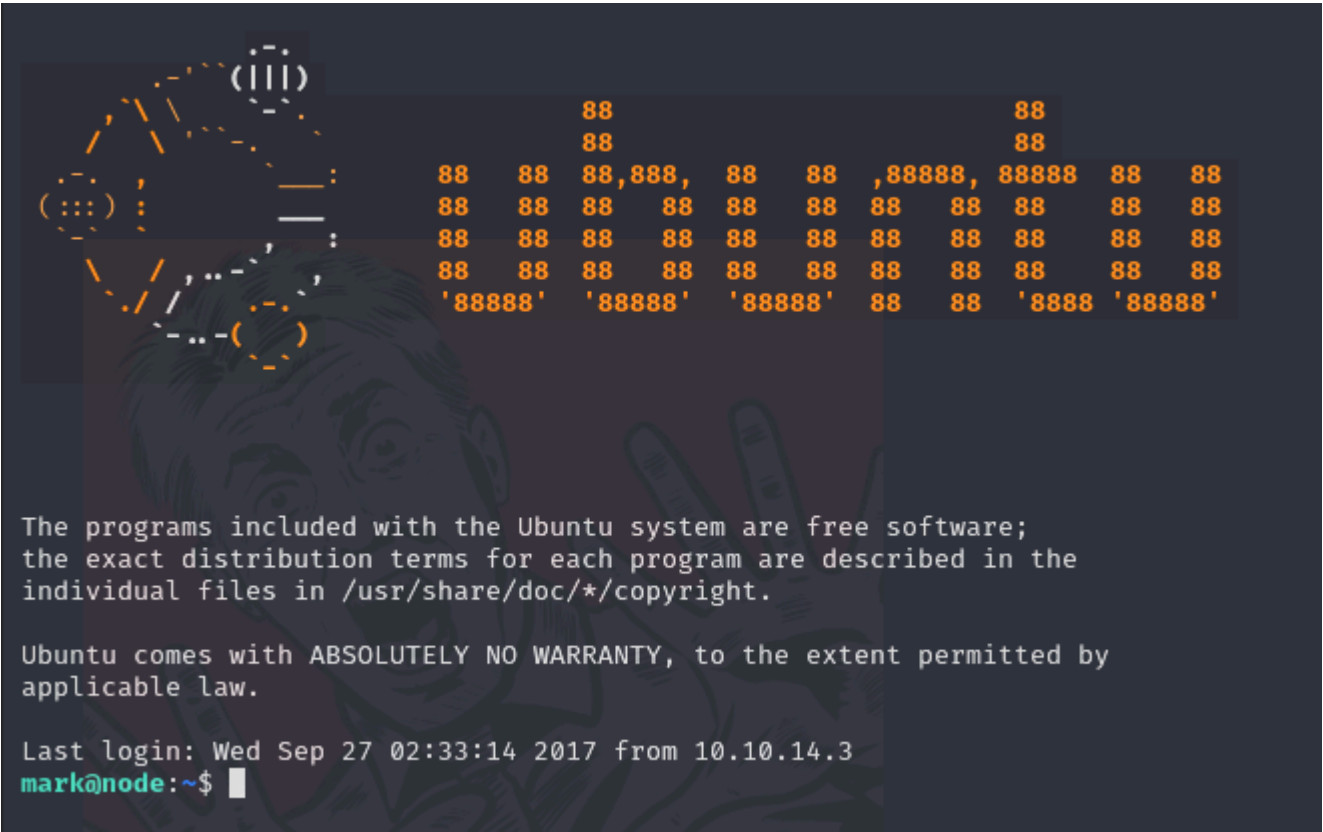 ubuntu
The programs included with the Ubuntu system are free software;
the exact distribution terms for each program are described in the
individual files in /usr/share/doc/*/copyright.
Ubuntu comes with ABSOLUTELY NO WARRANTY, to the extent permitted by
applicable law.
Last login: Wed Sep 27 02:33:14 2017 from 10.10.14.3
mark@node:~$